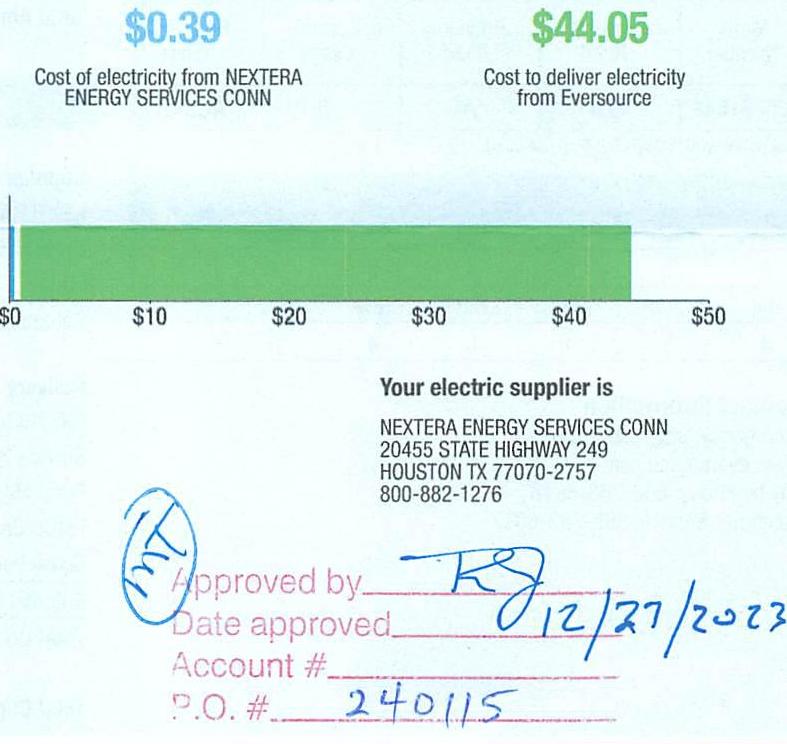 $0.39
Cost of electricity from NEXTERA
ENERGY SERVICES CONN
$44.05
Cost to deliver electricity
from Eversource
$0 $10 $20 $30 $40 $50
Your electric supplier is
NEXTERA ENERGY SERVICES CONN
20455 STATE HIGHWAY 249
HOUSTON TX 77070-2757
800-882-1276
Approved by
Date approved 12/27/2023
Account #
P.O. # 240115